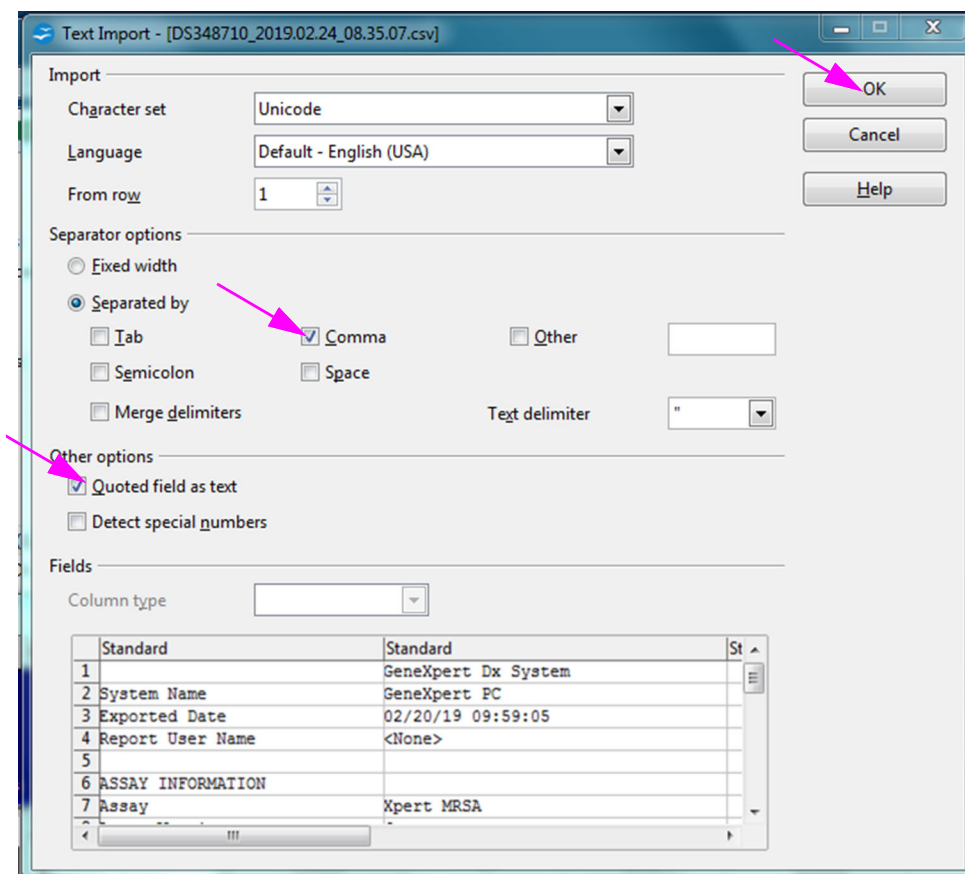 Text Import - [DS348710_2019.02.24_08.35.07.csv]
Import
OK
Character set Unicode
Cancel
Language Default - English (USA)
Help
From row 1
Separator options
Fixed width
Separated by
Tab Comma Other
Semicolon Space
Merge delimiters Text delimiter "
Other options
Quoted field as text
Detect special numbers
Fields
Column type
Standard Standard St
1 GeneXpert Dx System
2 System Name GeneXpert PC
3 Exported Date 02/20/19 09:59:05
4 Report User Name <None>
5
6 ASSAY INFORMATION
7 Assay Xpert MRSA